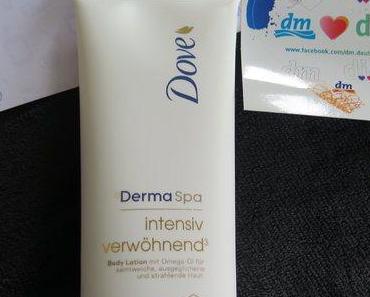 Dove
DermaSpa
intensiv
verwöhnend³
Body Lotion mit Omega-Öl für
samtweiche, ausgeglichene
und strahlende Haut
dm
d
www.facebook.com/dm.deut
dm